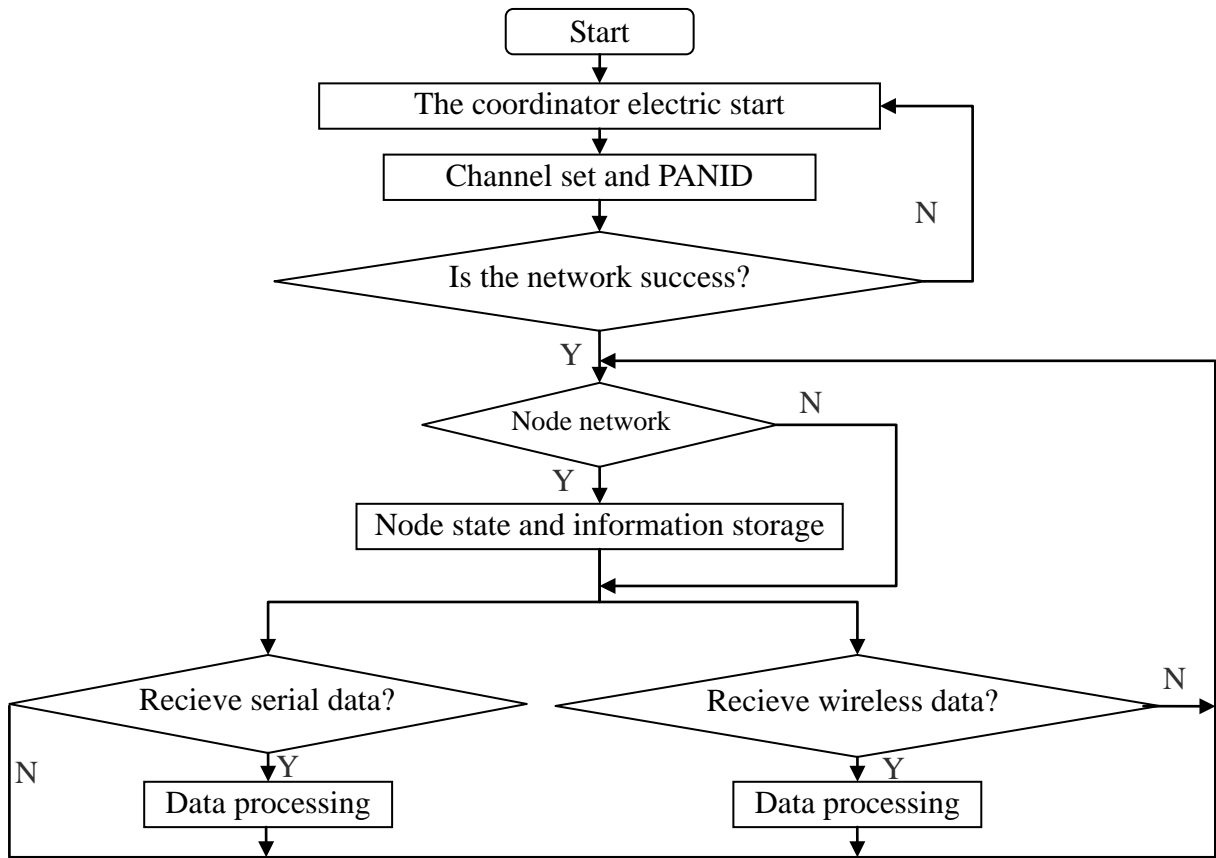 Start
The coordinator electric start
Channel set and PANID
N
Is the network success?
Y
N
Node network
Y
Node state and information storage
Recieve serial data?
Recieve wireless data?
N
N
Y
Y
Data processing
Data processing